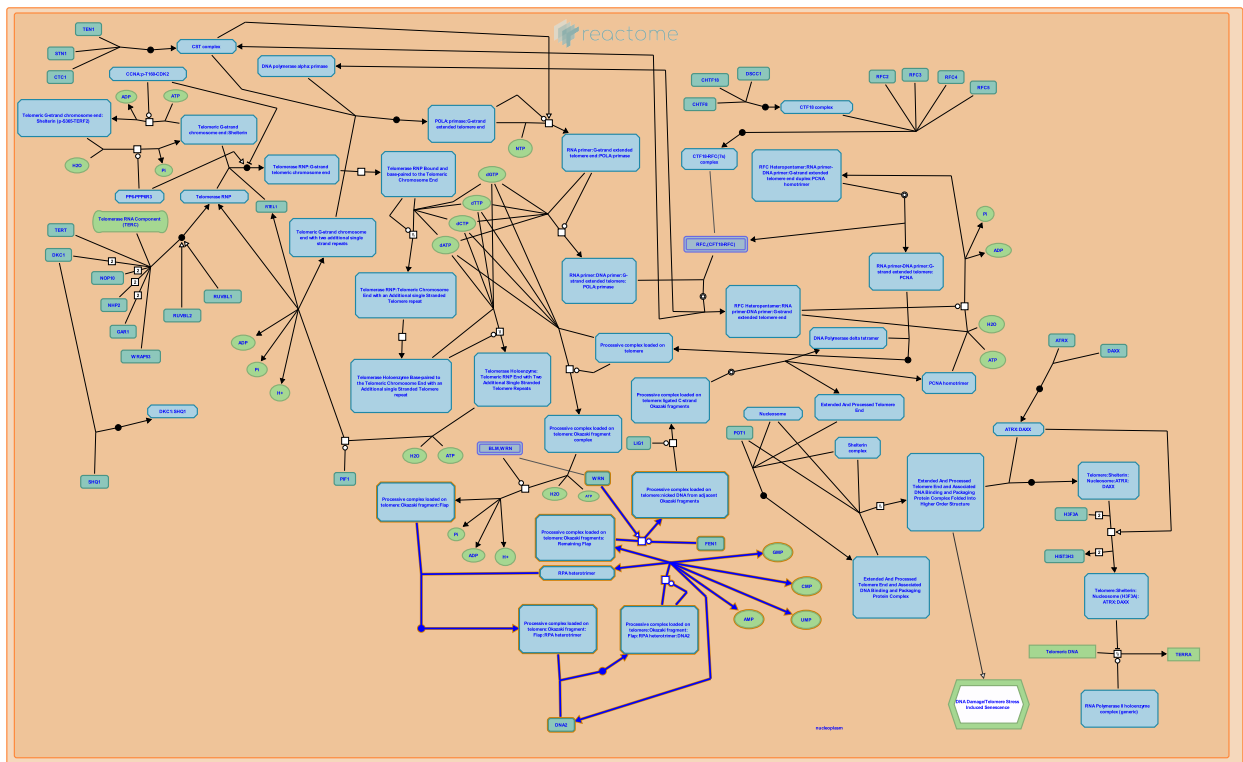 reactome
TEN1
STN1
CTC1
CST complex
DNA polymerase alpha:primase
CCNA:p-T160-CDK2
ADP
ATP
Telomeric G-strand chromosome end:
Shelterin (p-S365-TERF2)
Telomeric G-strand
chromosome end:Shelterin
H2O
Pi
PP6-PPP6R3
Telomerase RNP
RTEL1
Telomerase RNP:G-strand
telomeric chromosome end
Telomerase RNP Bound and
base-paired to the Telomeric
Chromosome End
POLA primase:G-strand
extended telomere end
NTP
RNA primer:G-strand extended
telomere end:POLA primase
CHTF18
DSCC1
CHTF8
CTF18 complex
RFC2
RFC3
RFC4
RFC5
CTF18-RFC(7s)
complex
RFC Heteropentamer:RNA primer-
DNA primer:G-strand extended
telomere end duplex:PCNA
homotrimer
Telomerase RNA Component
(TERC)
TERT
DKC1
NOP10
NHP2
GAR1
WRAP53
RUVBL2
RUVBL1
2
2
2
dGTP
dTTP
dCTP
dATP
Telomeric G-strand chromosome
end with two additional single
strand repeats
RFC,(CFT18-RFC)
Pi
ADP
RNA primer:DNA primer:G-
strand extended telomere:
POLA primase
RNA primer-DNA primer:G-
strand extended telomere:
PCNA
Telomerase RNP:Telomeric Chromosome
End with an Additional single Stranded
Telomere repeat
RFC Heteropentamer:RNA
primer-DNA primer:G-strand
extended telomere end
H2O
ATP
ADP
Pi
H+
Telomerase Holoenzyme Base-paired to
the Telomeric Chromosome End with an
Additional single Stranded Telomere
repeat
Telomerase Holoenzyme:
Telomeric RNP End with Two
Additional Single Stranded
Telomere Repeats
Processive complex loaded on
telomere
DNA Polymerase delta tetramer
PCNA homotrimer
ATRX
DAXX
DKC1:SHQ1
SHQ1
PIF1
H2O
ATP
Processive complex loaded on
telomere:ligated C-strand
Okazaki fragments
Extended And Processed Telomere
End
Nucleosome
POT1
Shelterin
complex
ATRX:DAXX
Processive complex loaded on
telomere:Okazaki fragment
complex
LIG1
BLM,WRN
WRN
H2O
ATP
Processive complex loaded on
telomere:nicked DNA from adjacent
Okazaki fragments
Extended And Processed
Telomere End and Associated
DNA Binding and Packaging
Protein Complex Folded Into
Higher Order Structure
Telomere:Shelterin:
Nucleosome:ATRX:
DAXX
H3F3A
2
HIST3H3
2
Processive complex loaded on
telomere:Okazaki fragment:Flap
Pi
ADP
H+
Processive complex loaded on
telomere:Okazaki fragments:
Remaining Flap
FEN1
RPA heterotrimer
GMP
CMP
UMP
AMP
Extended And Processed
Telomere End and Associated
DNA Binding and Packaging
Protein Complex
Telomere:Shelterin:
Nucleosome (H3F3A):
ATRX:DAXX
Processive complex loaded on
telomere:Okazaki fragment:
Flap:RPA heterotrimer
Processive complex loaded on
telomere:Okazaki fragment:
Flap:RPA heterotrimer:DNA2
DNA2
Telomeric DNA
TERRA
DNA Damage/Telomere Stress
Induced Senescence
RNA Polymerase II holoenzyme
complex (generic)
nucleoplasm